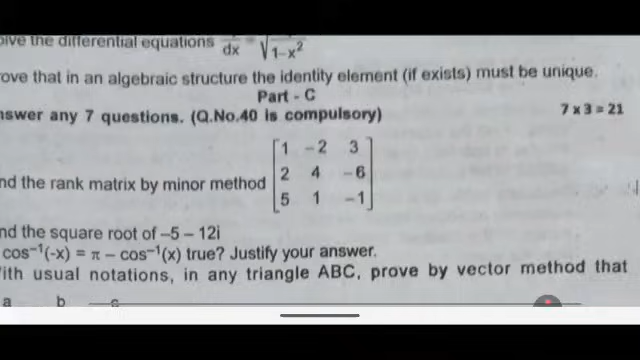 olve the differential equations dy/dx = √ 1–x²
rove that in an algebraic structure the identity element (if exists) must be unique.
Part - C
nswer any 7 questions. (Q.No.40 is compulsory) 7 x 3 = 21
nd the rank matrix by minor method [1 –2 3
2 4 –6
5 1 –1]
nd the square root of –5 – 12i
cos⁻¹(-x) = π – cos⁻¹(x) true? Justify your answer.
ith usual notations, in any triangle ABC, prove by vector method that
a b c